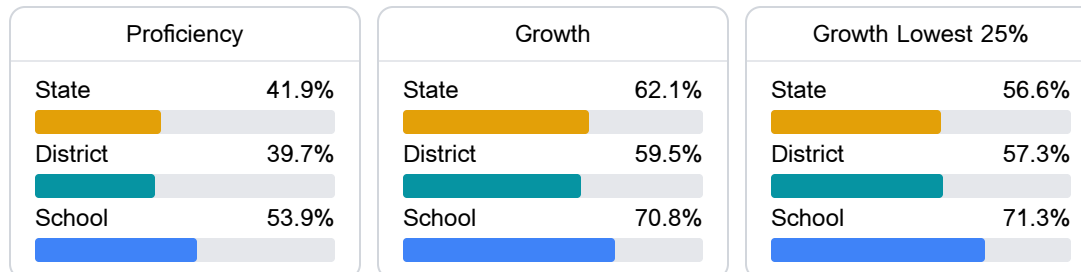 Proficiency
State 41.9%
District 39.7%
School 53.9%
Growth
State 62.1%
District 59.5%
School 70.8%
Growth Lowest 25%
State 56.6%
District 57.3%
School 71.3%